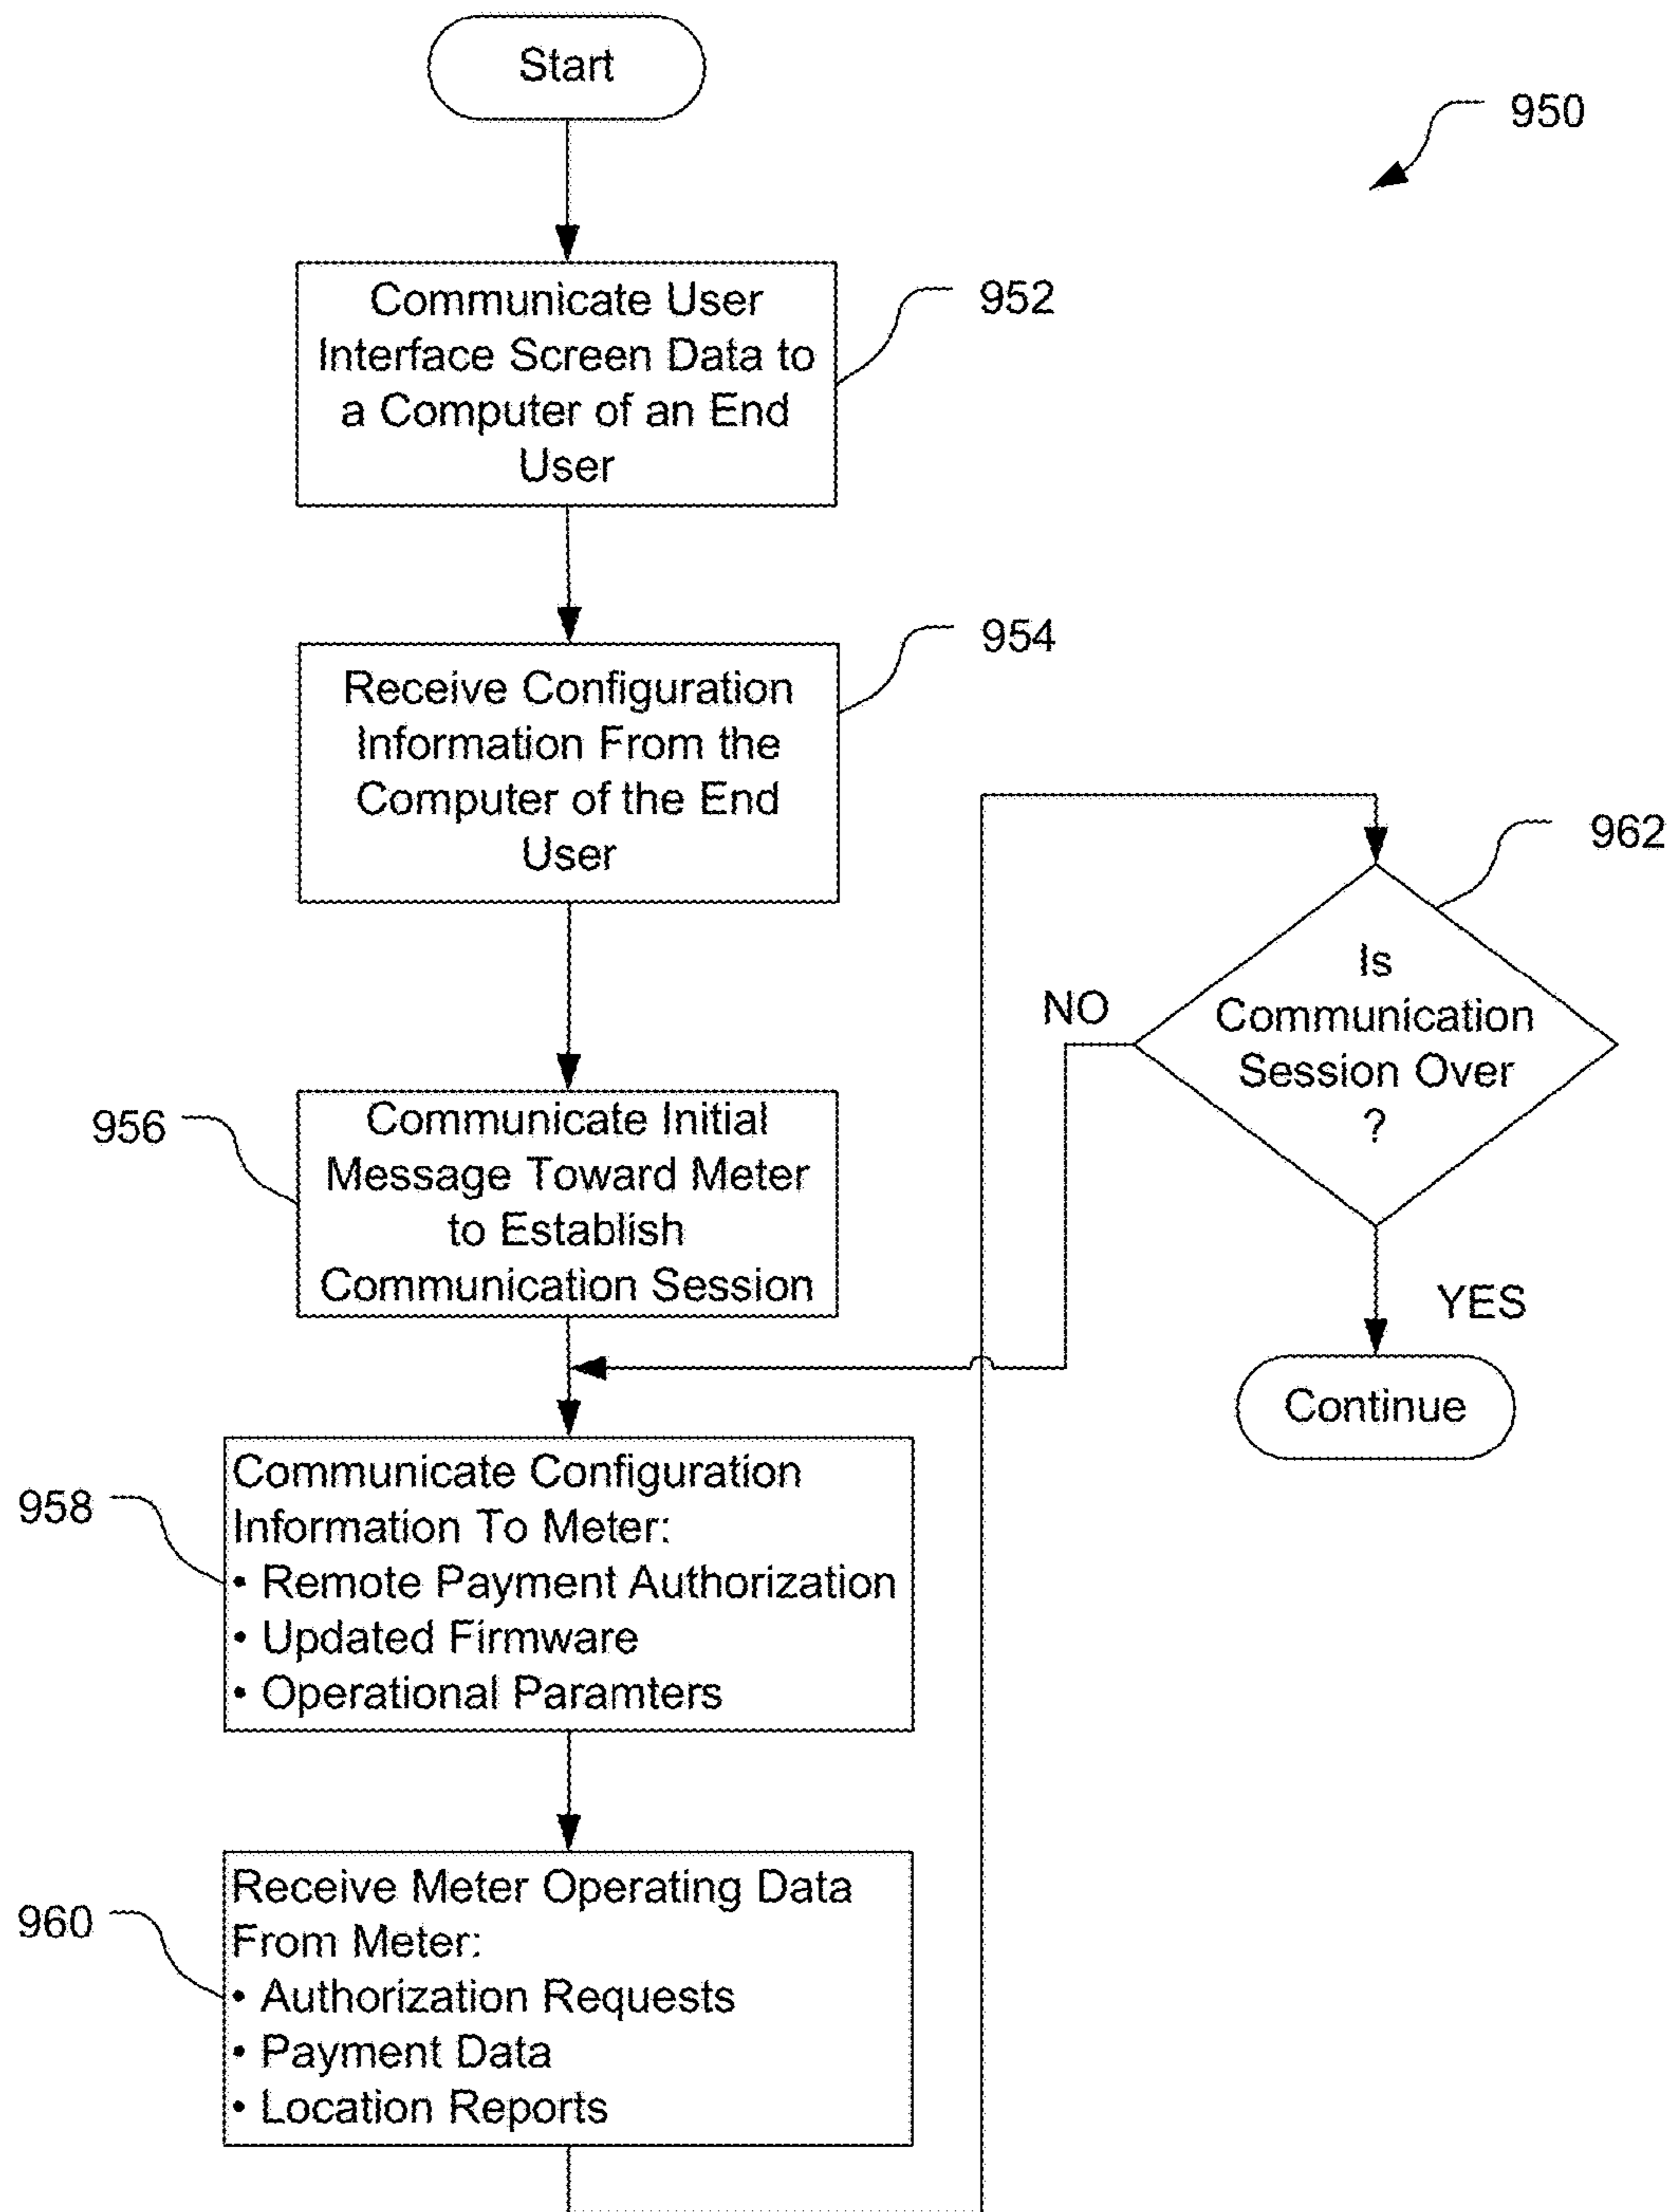 Start
950
Communicate User
Interface Screen Data to
a Computer of an End
User
952
Receive Configuration
Information From the
Computer of the End
User
954
956
Communicate Initial
Message Toward Meter
to Establish
Communication Session
958
Communicate Configuration
Information To Meter:
• Remote Payment Authorization
• Updated Firmware
• Operational Paramters
960
Receive Meter Operating Data
From Meter:
• Authorization Requests
• Payment Data
• Location Reports
962
Is
Communication
Session Over
?
NO
YES
Continue